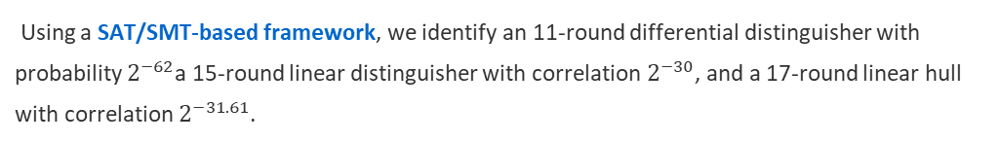 Using a SAT/SMT-based framework, we identify an 11-round differential distinguisher with
probability 2⁻⁶² a 15-round linear distinguisher with correlation 2⁻³⁰, and a 17-round linear hull
with correlation 2⁻³¹·⁶¹.